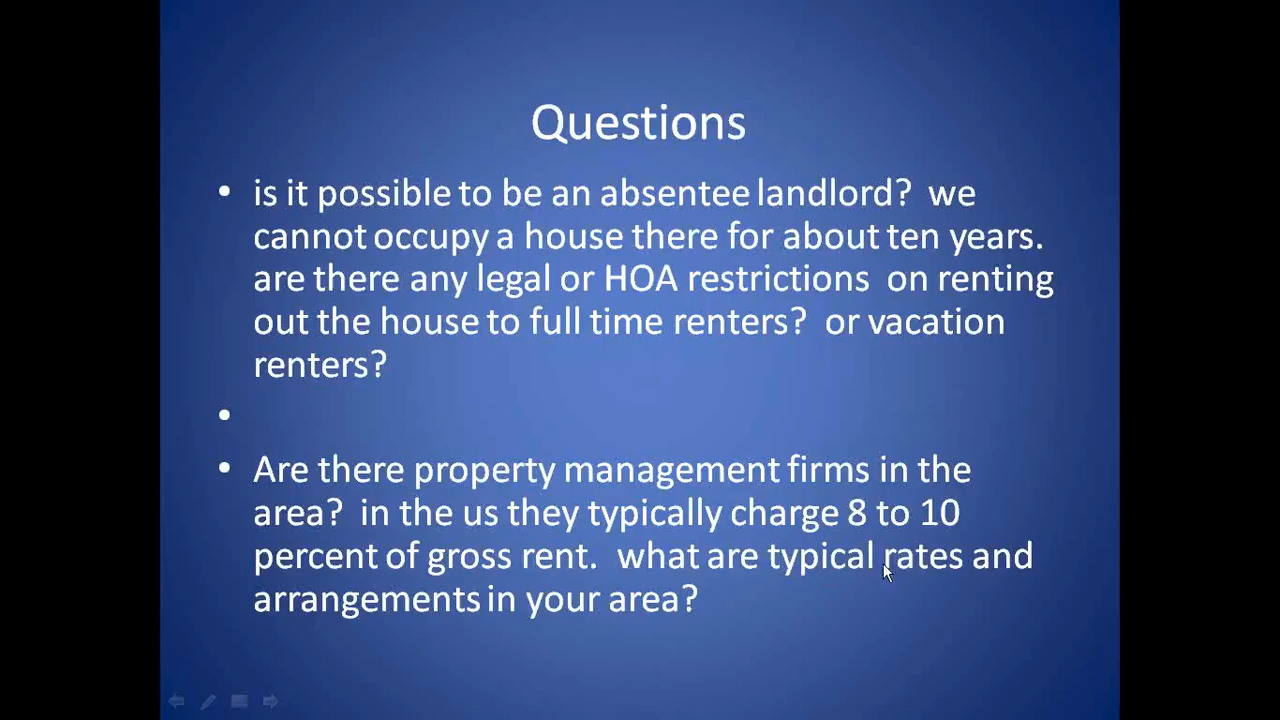 Questions
• is it possible to be an absentee landlord?  we
cannot occupy a house there for about ten years.
are there any legal or HOA restrictions  on renting
out the house to full time renters?  or vacation
renters?
•
• Are there property management firms in the
area?  in the us they typically charge 8 to 10
percent of gross rent.  what are typical rates and
arrangements in your area?